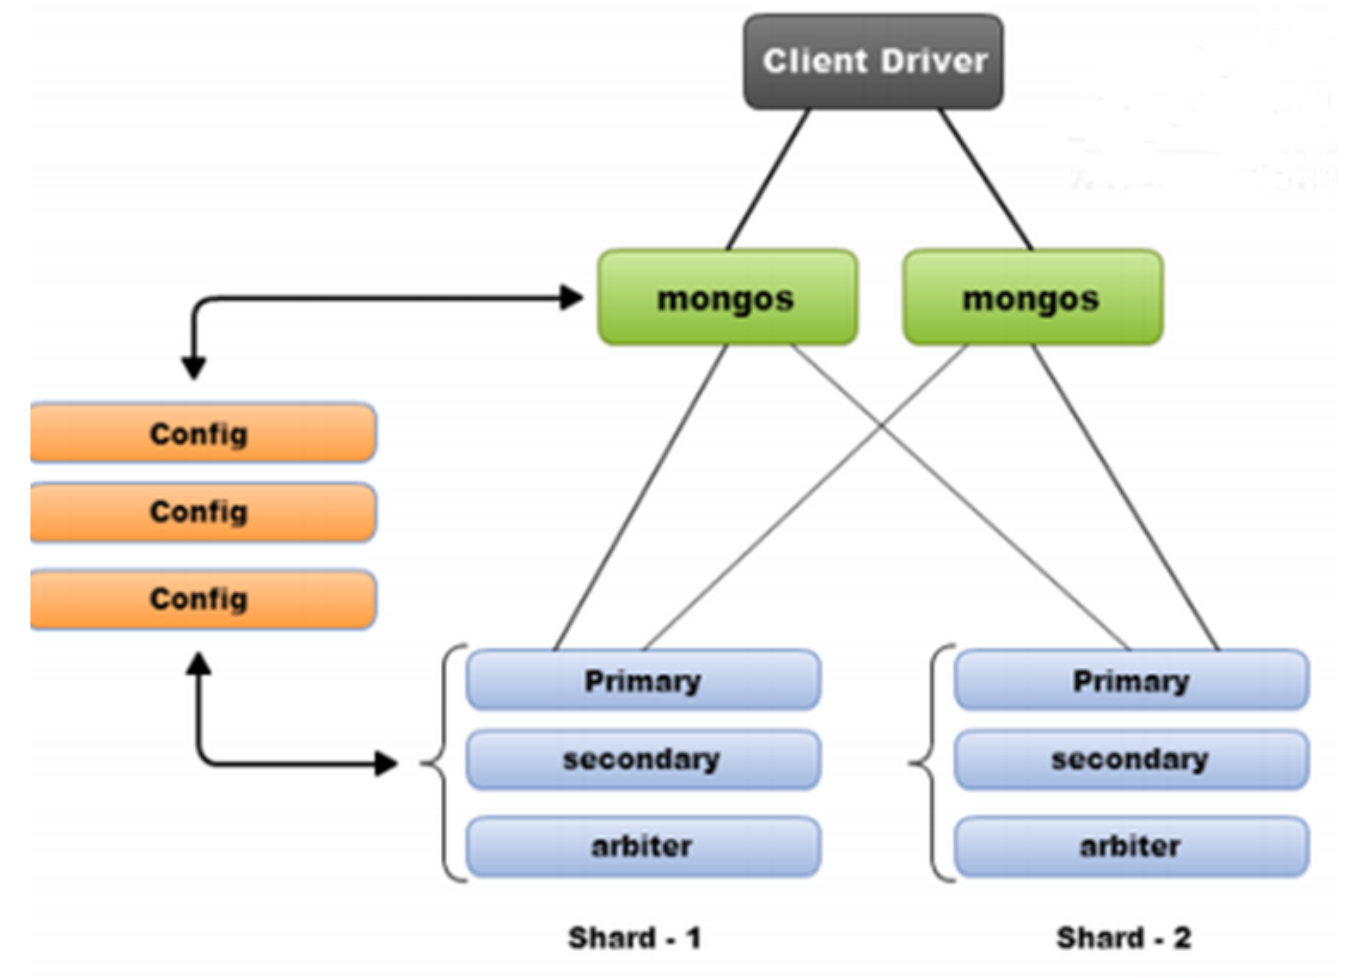 Client Driver
mongos
mongos
Config
Config
Config
Primary
secondary
arbiter
Shard - 1
Primary
secondary
arbiter
Shard - 2